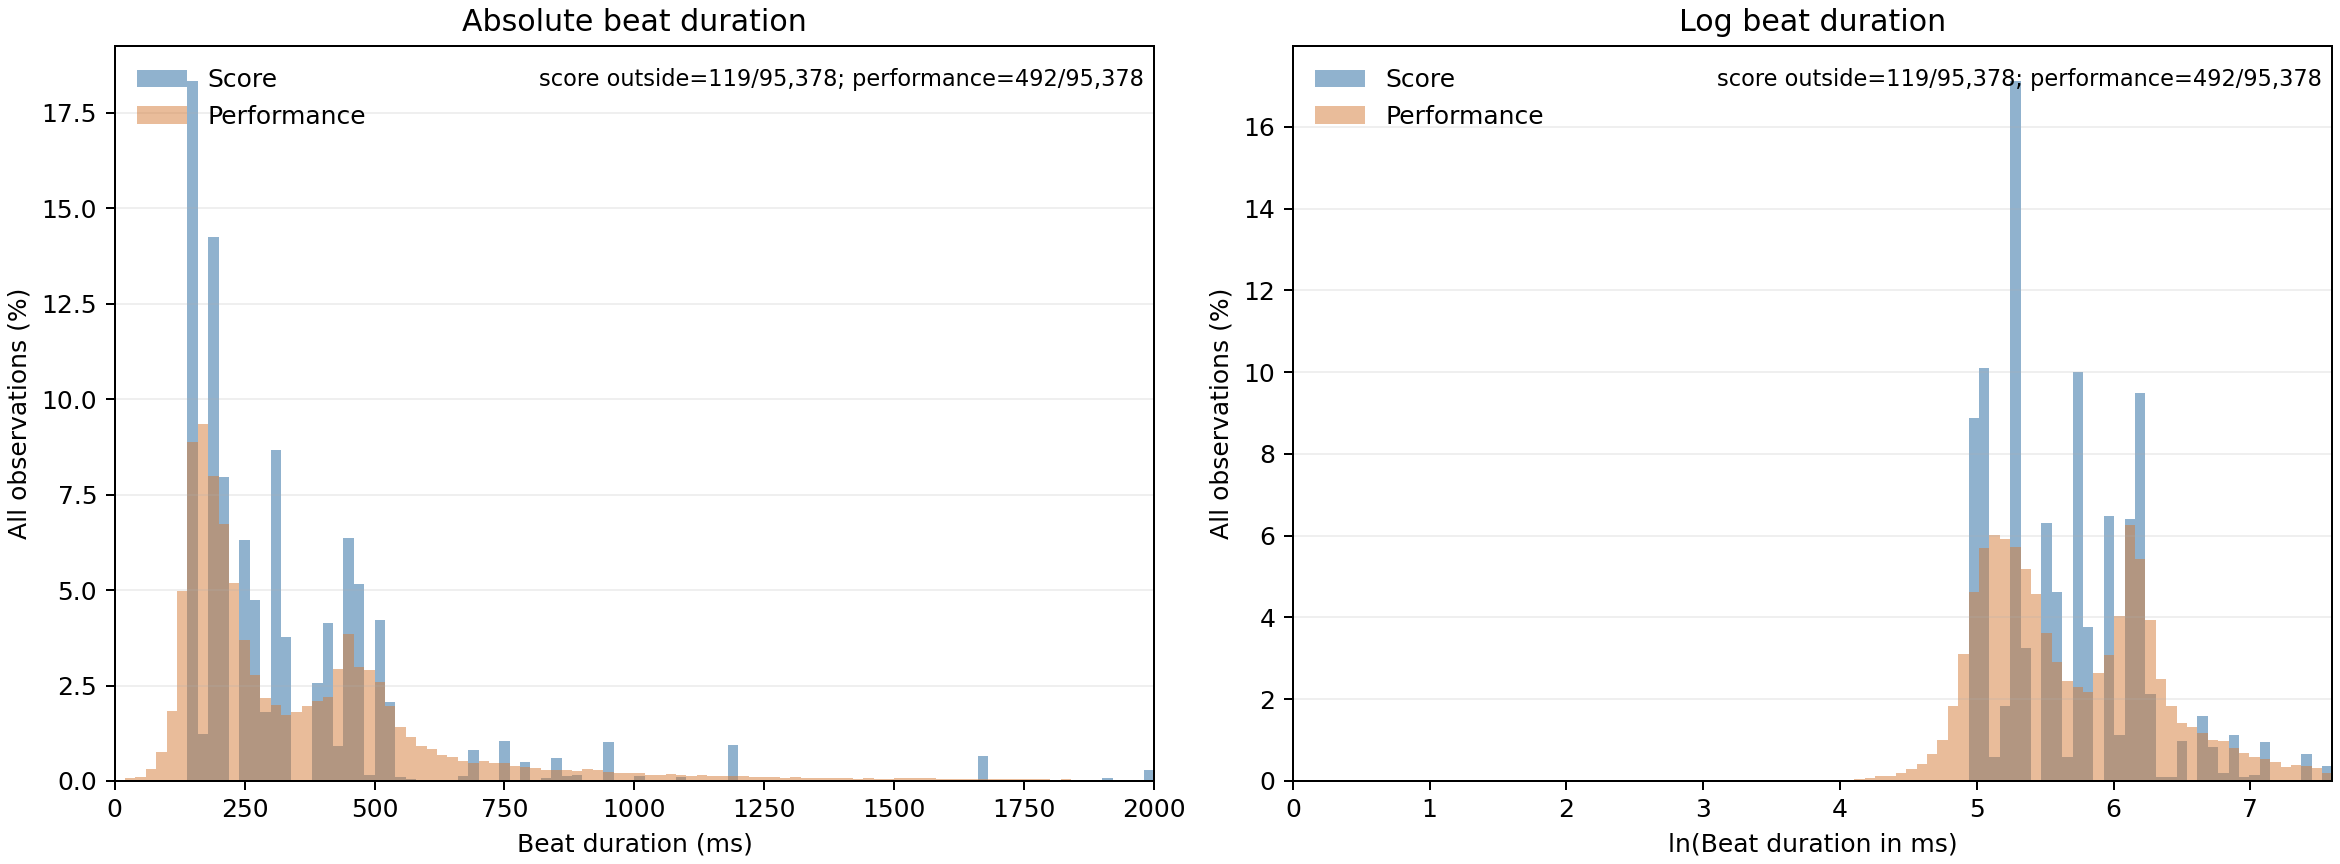 Absolute beat duration
Score
Performance
score outside=119/95,378; performance=492/95,378
All observations (%)
17.5
15.0
12.5
10.0
7.5
5.0
2.5
0.0
0 250 500 750 1000 1250 1500 1750 2000
Beat duration (ms)
Log beat duration
Score
Performance
score outside=119/95,378; performance=492/95,378
All observations (%)
16
14
12
10
8
6
4
2
0
0 1 2 3 4 5 6 7
ln(Beat duration in ms)